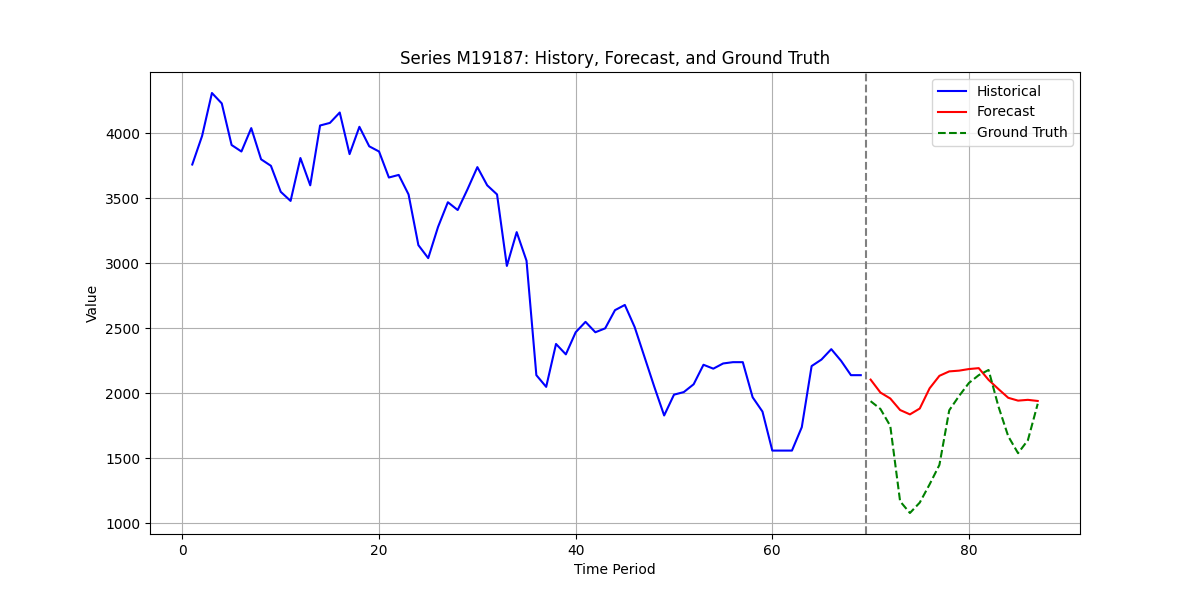 Series M19187: History, Forecast, and Ground Truth
Historical
Forecast
Ground Truth
4000
3500
3000
2500
2000
1500
1000
Value
0
20
40
60
80
Time Period